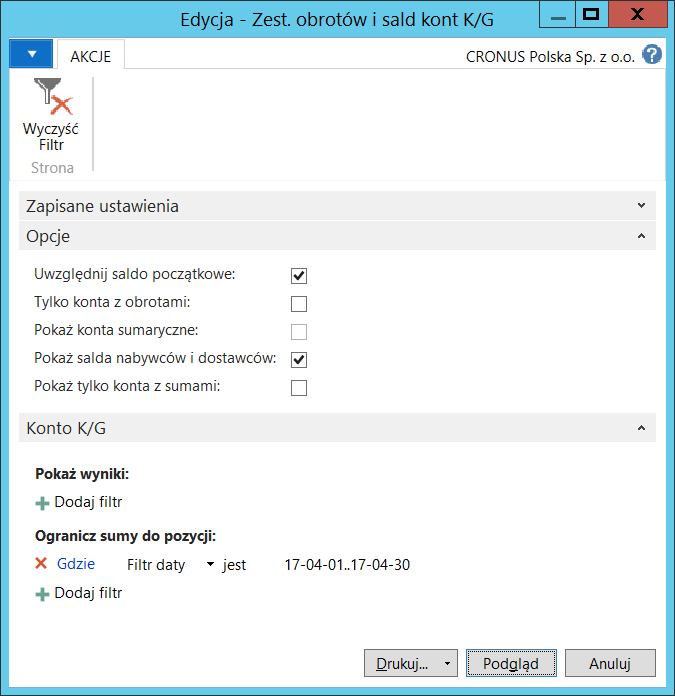 Edycja - Zest. obrotów i sald kont K/G
AKCJE
CRONUS Polska Sp. z o.o.
Wyczyść
Filtr
Strona
Zapisane ustawienia
Opcje
Uwzględnij saldo początkowe:
Tylko konta z obrotami:
Pokaż konta sumaryczne:
Pokaż salda nabywców i dostawców:
Pokaż tylko konta z sumami:
Konto K/G
Pokaż wyniki:
Dodaj filtr
Ogranicz sumy do pozycji:
Gdzie Filtr daty jest 17-04-01..17-04-30
Dodaj filtr
Drukuj... Podgląd Anuluj